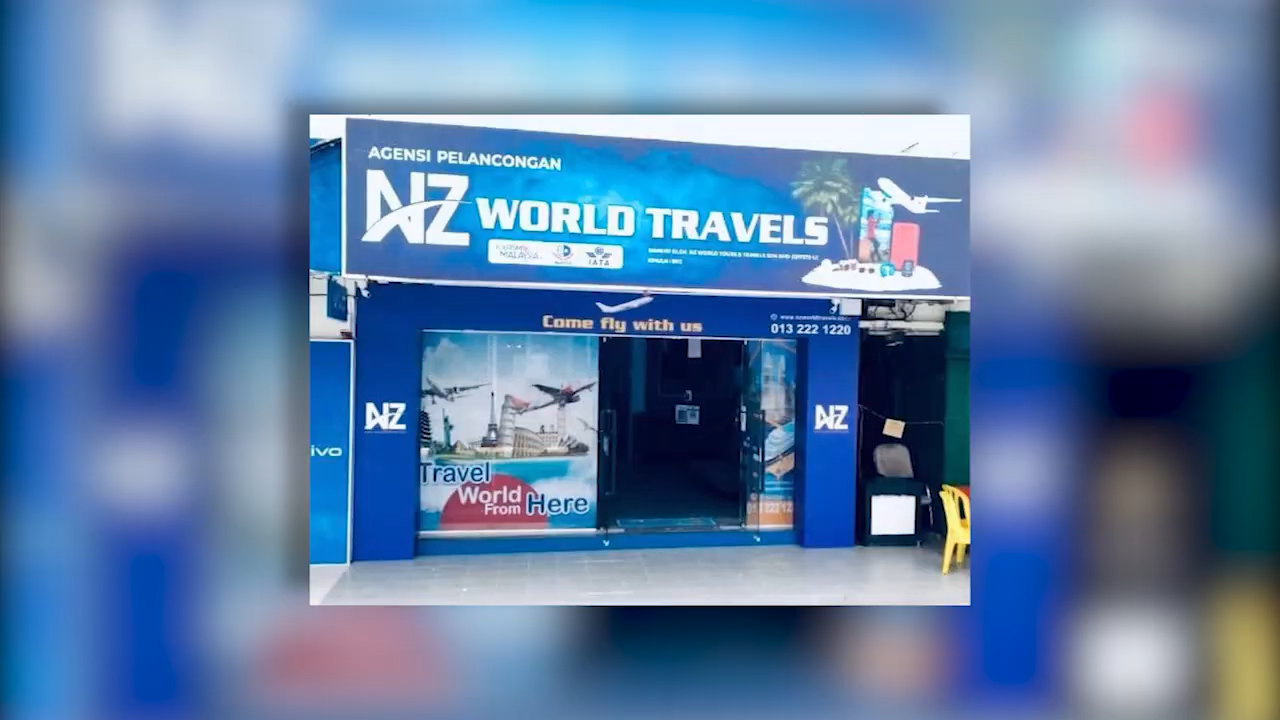 AGENSI PELANCONGAN
NZ WORLD TRAVELS
MALAYSIA
IATA
Come fly with us
013 222 1220
NZ
NZ
ivo
Travel
World
From Here